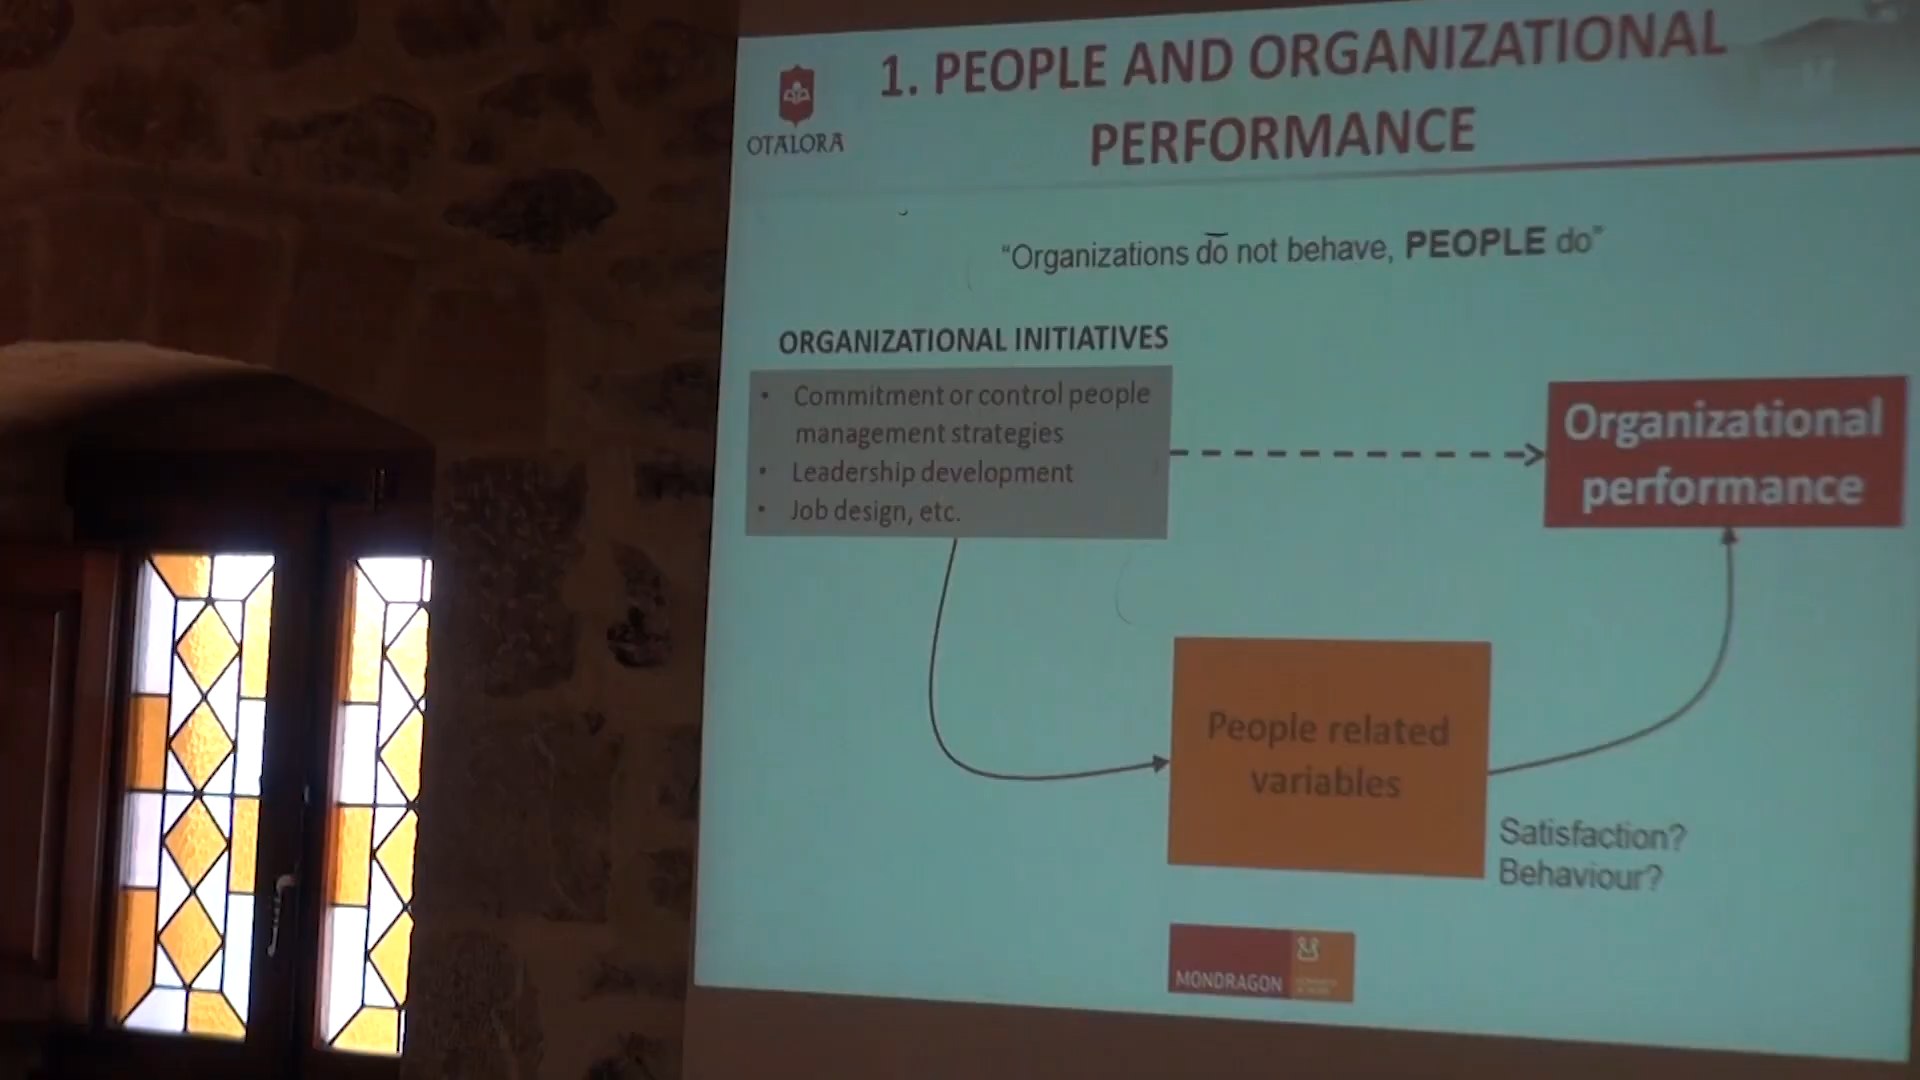 OTALORA
1. PEOPLE AND ORGANIZATIONAL
PERFORMANCE
“Organizations do not behave, PEOPLE do”
ORGANIZATIONAL INITIATIVES
• Commitment or control people
management strategies
• Leadership development
• Job design, etc.
Organizational
performance
People related
variables
Satisfaction?
Behaviour?
MONDRAGON